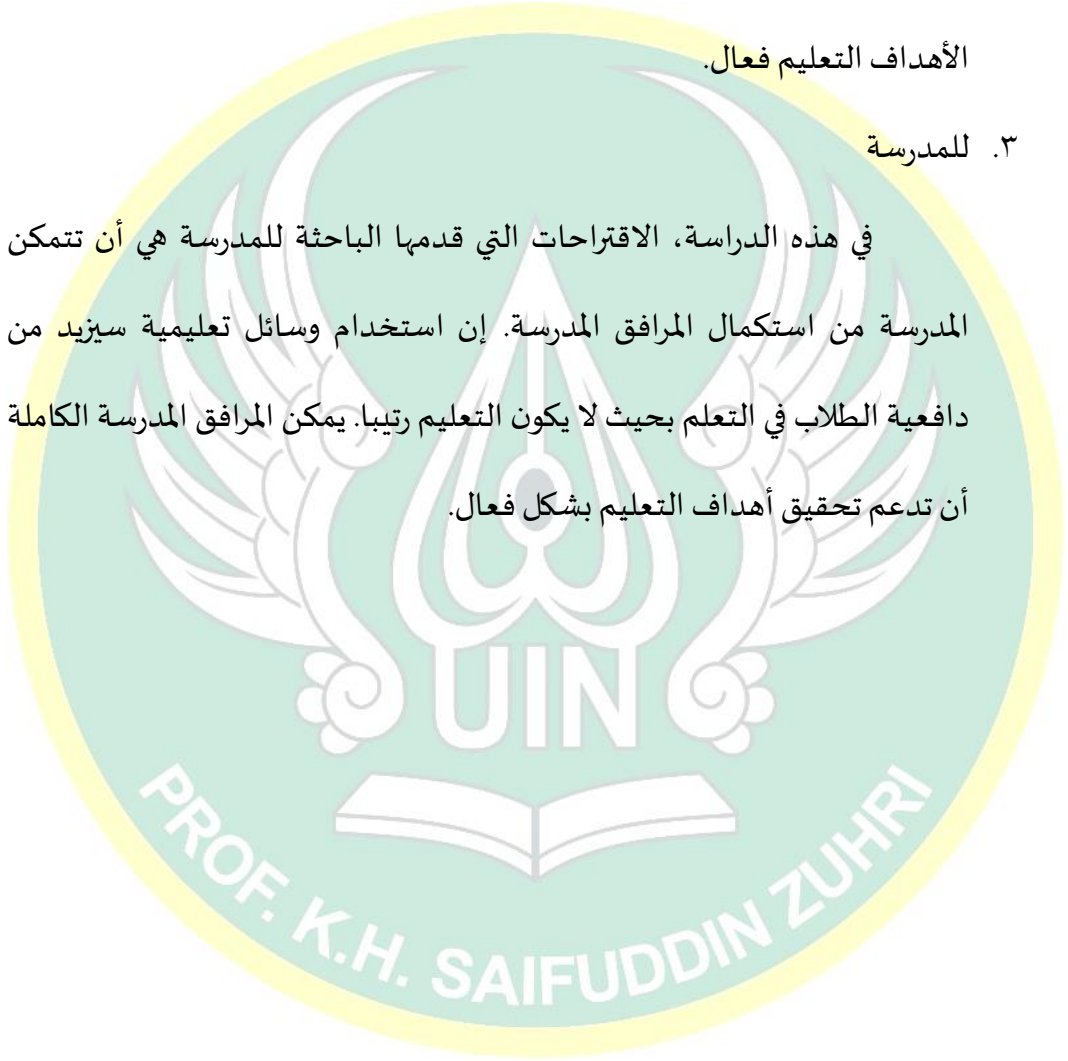 الأهداف التعليم فعال.
٣. للمدرسة
في هذه الدراسة، الاقتراحات التي قدمها الباحثة للمدرسة هي أن تتمكن
المدرسة من استكمال المرافق المدرسة. إن استخدام وسائل تعليمية سيزيد من
دافعية الطلاب في التعلم بحيث لا يكون التعليم رتيبا. يمكن المرافق المدرسة الكاملة
أن تدعم تحقيق أهداف التعليم بشكل فعال.
UIN
PROF. K.H. SAIFUDDIN ZUHRI